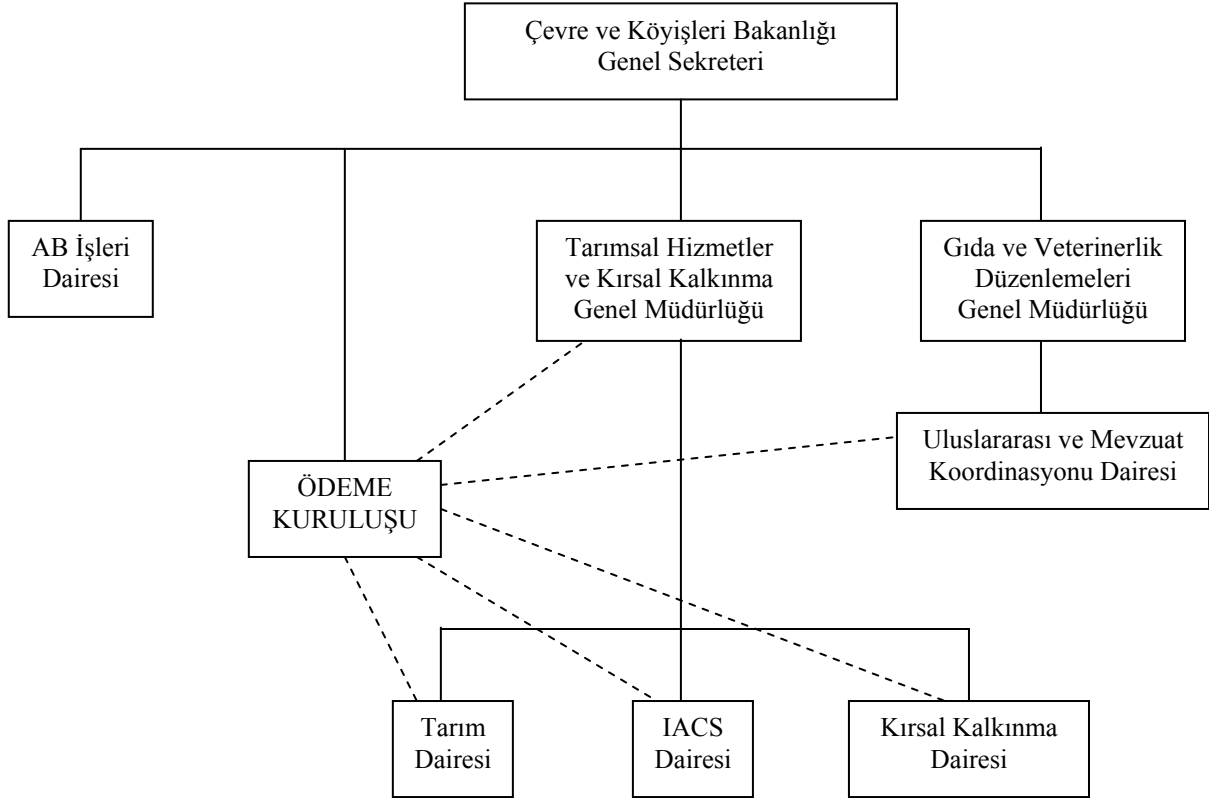 Çevre ve Köyişleri Bakanlığı
Genel Sekreteri
AB İşleri
Dairesi
Tarımsal Hizmetler
ve Kırsal Kalkınma
Genel Müdürlüğü
Gıda ve Veterinerlik
Düzenlemeleri
Genel Müdürlüğü
Uluslararası ve Mevzuat
Koordinasyonu Dairesi
ÖDEME
KURULUŞU
Tarım
Dairesi
IACS
Dairesi
Kırsal Kalkınma
Dairesi